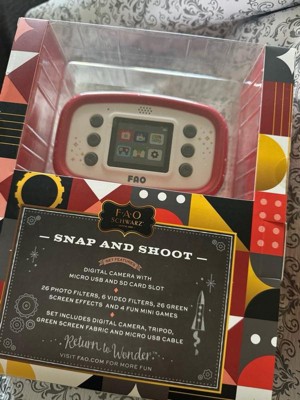 FAO
FAO
SCHWARZ
SNAP AND SHOOT
DIGITAL CAMERA WITH
MICRO USB AND SD CARD SLOT
26 PHOTO FILTERS, 6 VIDEO FILTERS, 26 GREEN
SCREEN EFFECTS AND 4 FUN MINI GAMES
SET INCLUDES DIGITAL CAMERA, TRIPOD,
GREEN SCREEN FABRIC AND MICRO USB CABLE
Return to Wonder
VISIT FAO.COM FOR MORE FUN